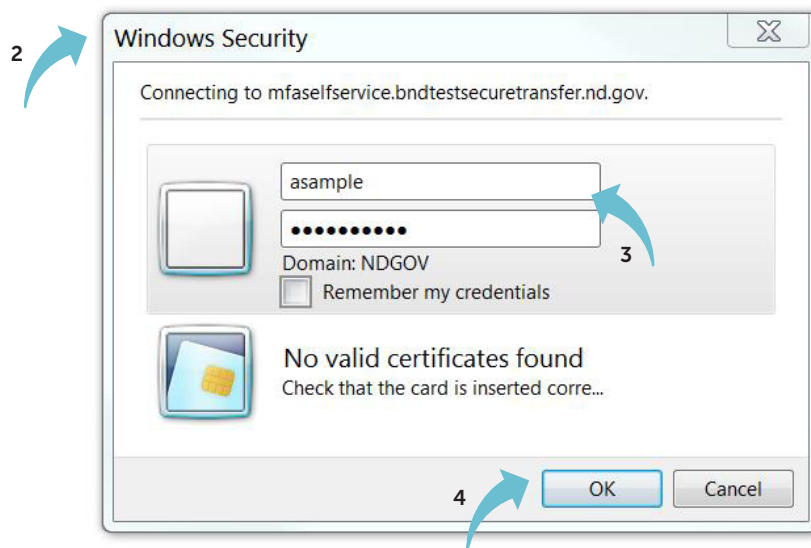 2
Windows Security
Connecting to mfaselfservice.bndtestsecuretransfer.nd.gov.
asample
••••••••••
3
Domain: NDGOV
Remember my credentials
No valid certificates found
Check that the card is inserted corre...
4
OK
Cancel